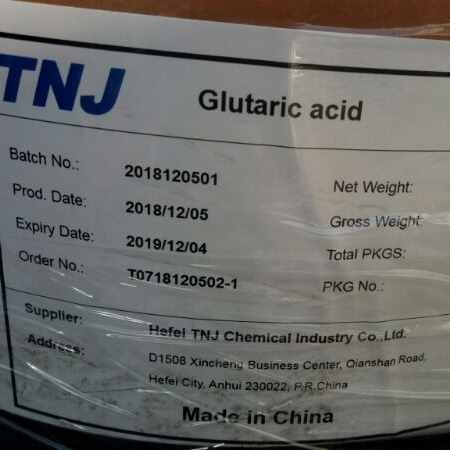 TNJ
Glutaric acid
Batch No.: 2018120501 Net Weight:
Prod. Date: 2018/12/05 Gross Weight:
Expiry Date: 2019/12/04 Total PKGS:
Order No.: T0718120502-1 PKG No.:
Supplier: Hefei TNJ Chemical Industry Co.,Ltd.
Address: D1508 Xincheng Business Center, Qianshan Road,
Hefei City, Anhui 230022, P.R.China
Made in China